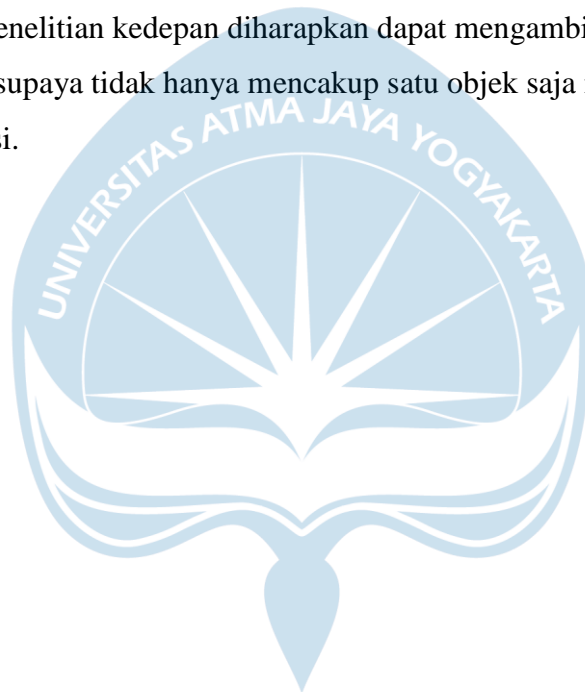 enelitian kedepan diharapkan dapat mengambi
supaya tidak hanya mencakup satu objek saja
si.
UNIVERSITAS ATMA JAYA YOGYAKARTA